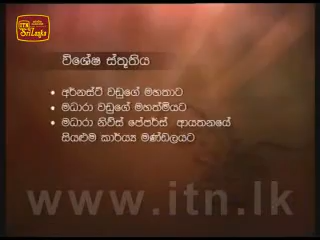 ITN
Sri Lanka
විශේෂ ස්තූතිය
• අර්නස්ට් වඩුගේ මහතාට
• මධාරා වඩුගේ මහත්මියට
• මධාරා නිව්ස් පේපර්ස් ආයතනයේ
සියළුම කාර්ය්‍ය මණ්ඩලයට
www.itn.lk